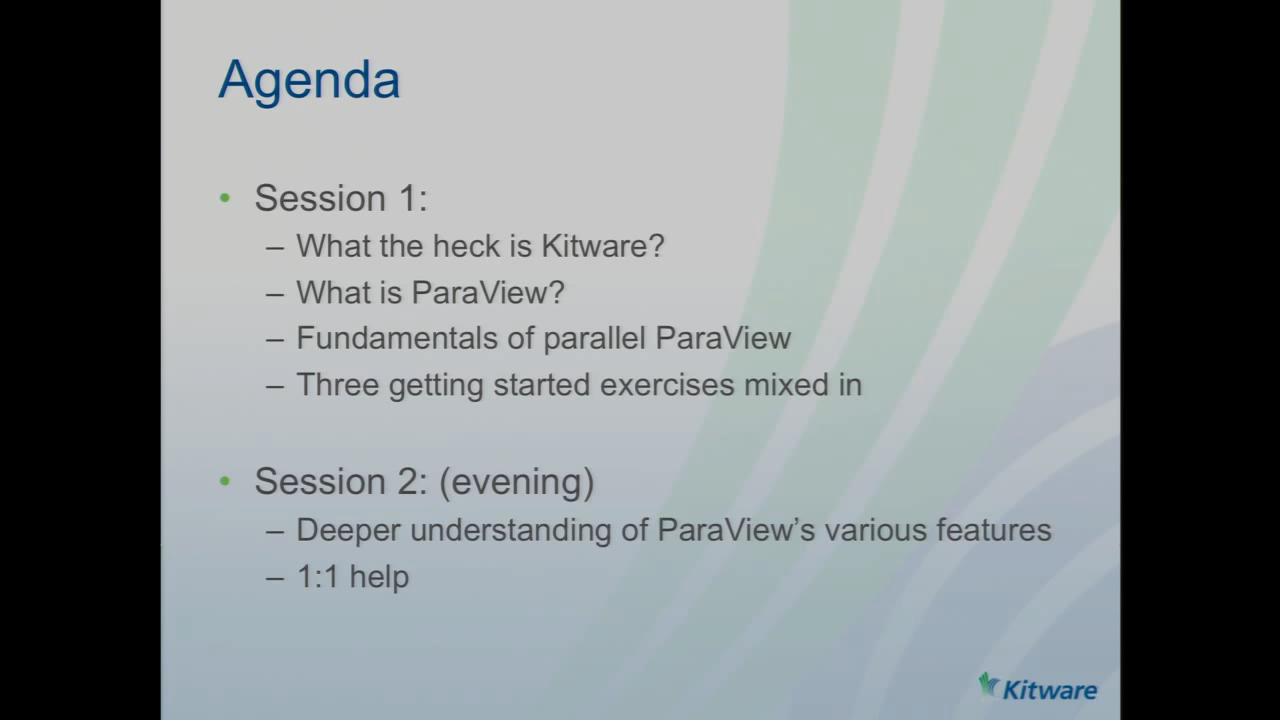 Agenda
• Session 1:
– What the heck is Kitware?
– What is ParaView?
– Fundamentals of parallel ParaView
– Three getting started exercises mixed in
• Session 2: (evening)
– Deeper understanding of ParaView’s various features
– 1:1 help
Kitware